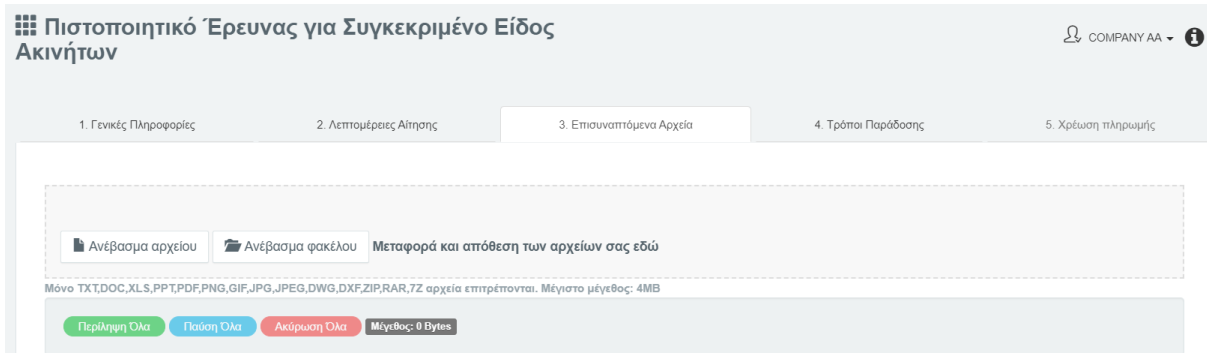 Πιστοποιητικό Έρευνας για Συγκεκριμένο Είδος
Ακινήτων
COMPANY AA
1. Γενικές Πληροφορίες
2. Λεπτομέρειες Αίτησης
3. Επισυναπτόμενα Αρχεία
4. Τρόποι Παράδοσης
5. Χρέωση πληρωμής
Ανέβασμα αρχείου
Ανέβασμα φακέλου
Μεταφορά και απόθεση των αρχείων σας εδώ
Μόνο TXT,DOC,XLS,PPT,PDF,PNG,GIF,JPG,JPEG,DWG,DXF,ZIP,RAR,7Z αρχεία επιτρέπονται. Μέγιστο μέγεθος: 4MB
Περίληψη Όλα
Παύση Όλα
Ακύρωση Όλα
Μέγεθος: 0 Bytes